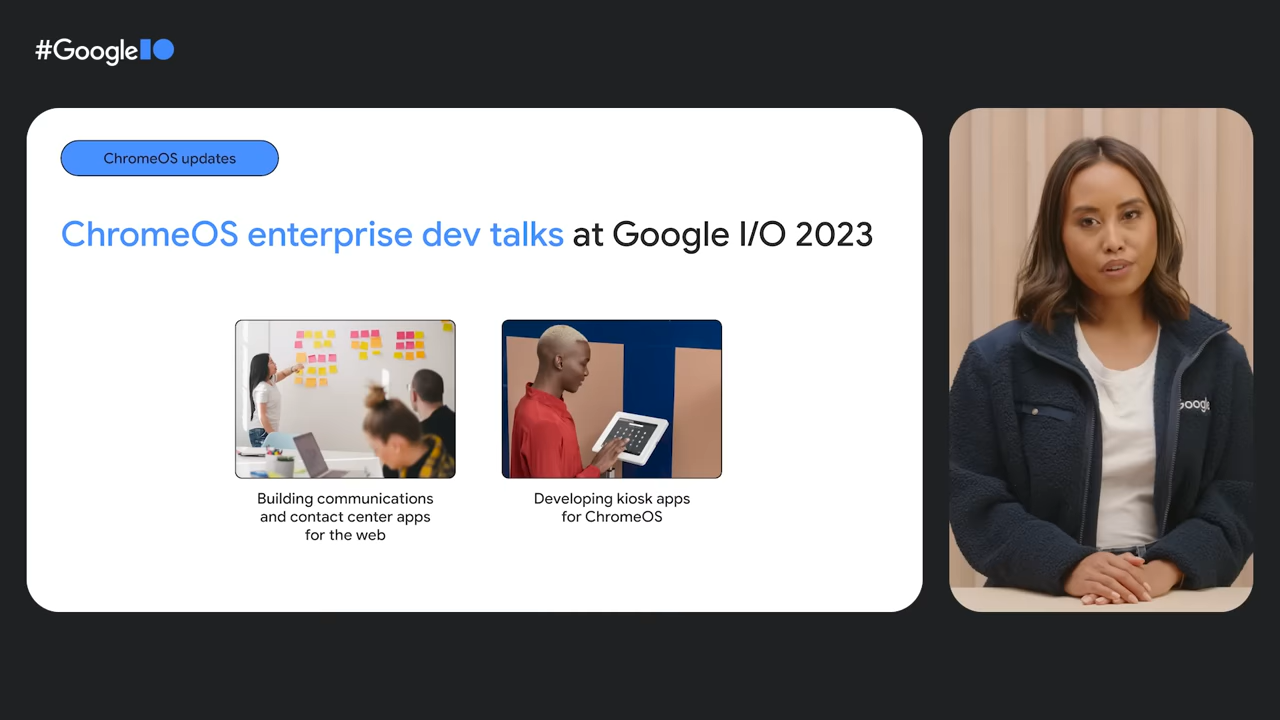 #GoogleIO
ChromeOS updates
ChromeOS enterprise dev talks at Google I/O 2023
Building communications
and contact center apps
for the web
Developing kiosk apps
for ChromeOS
Google